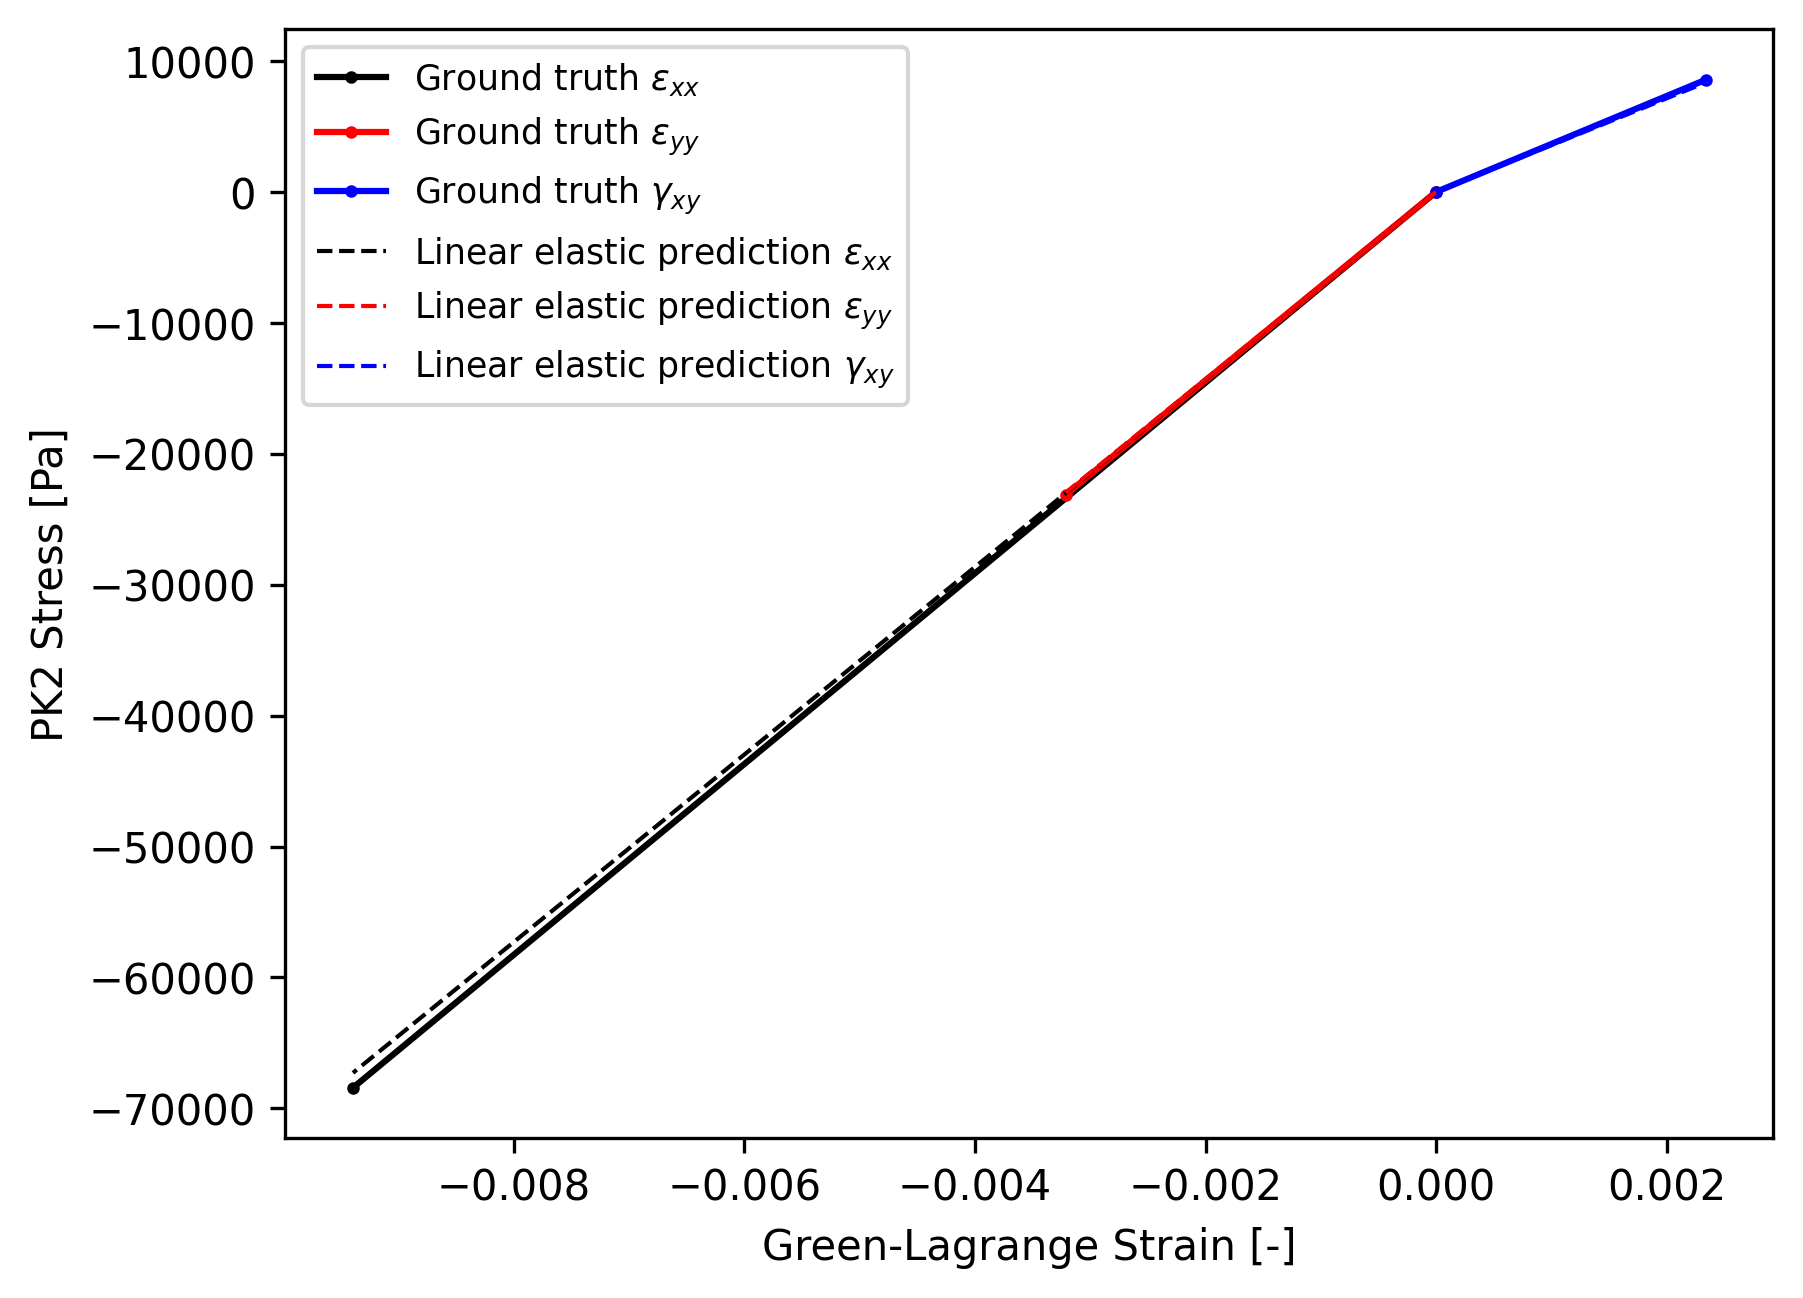 Ground truth εxx
Ground truth εyy
Ground truth γxy
Linear elastic prediction εxx
Linear elastic prediction εyy
Linear elastic prediction γxy
10000
0
−10000
−20000
−30000
−40000
−50000
−60000
−70000
PK2 Stress [Pa]
−0.008 −0.006 −0.004 −0.002 0.000 0.002
Green-Lagrange Strain [-]